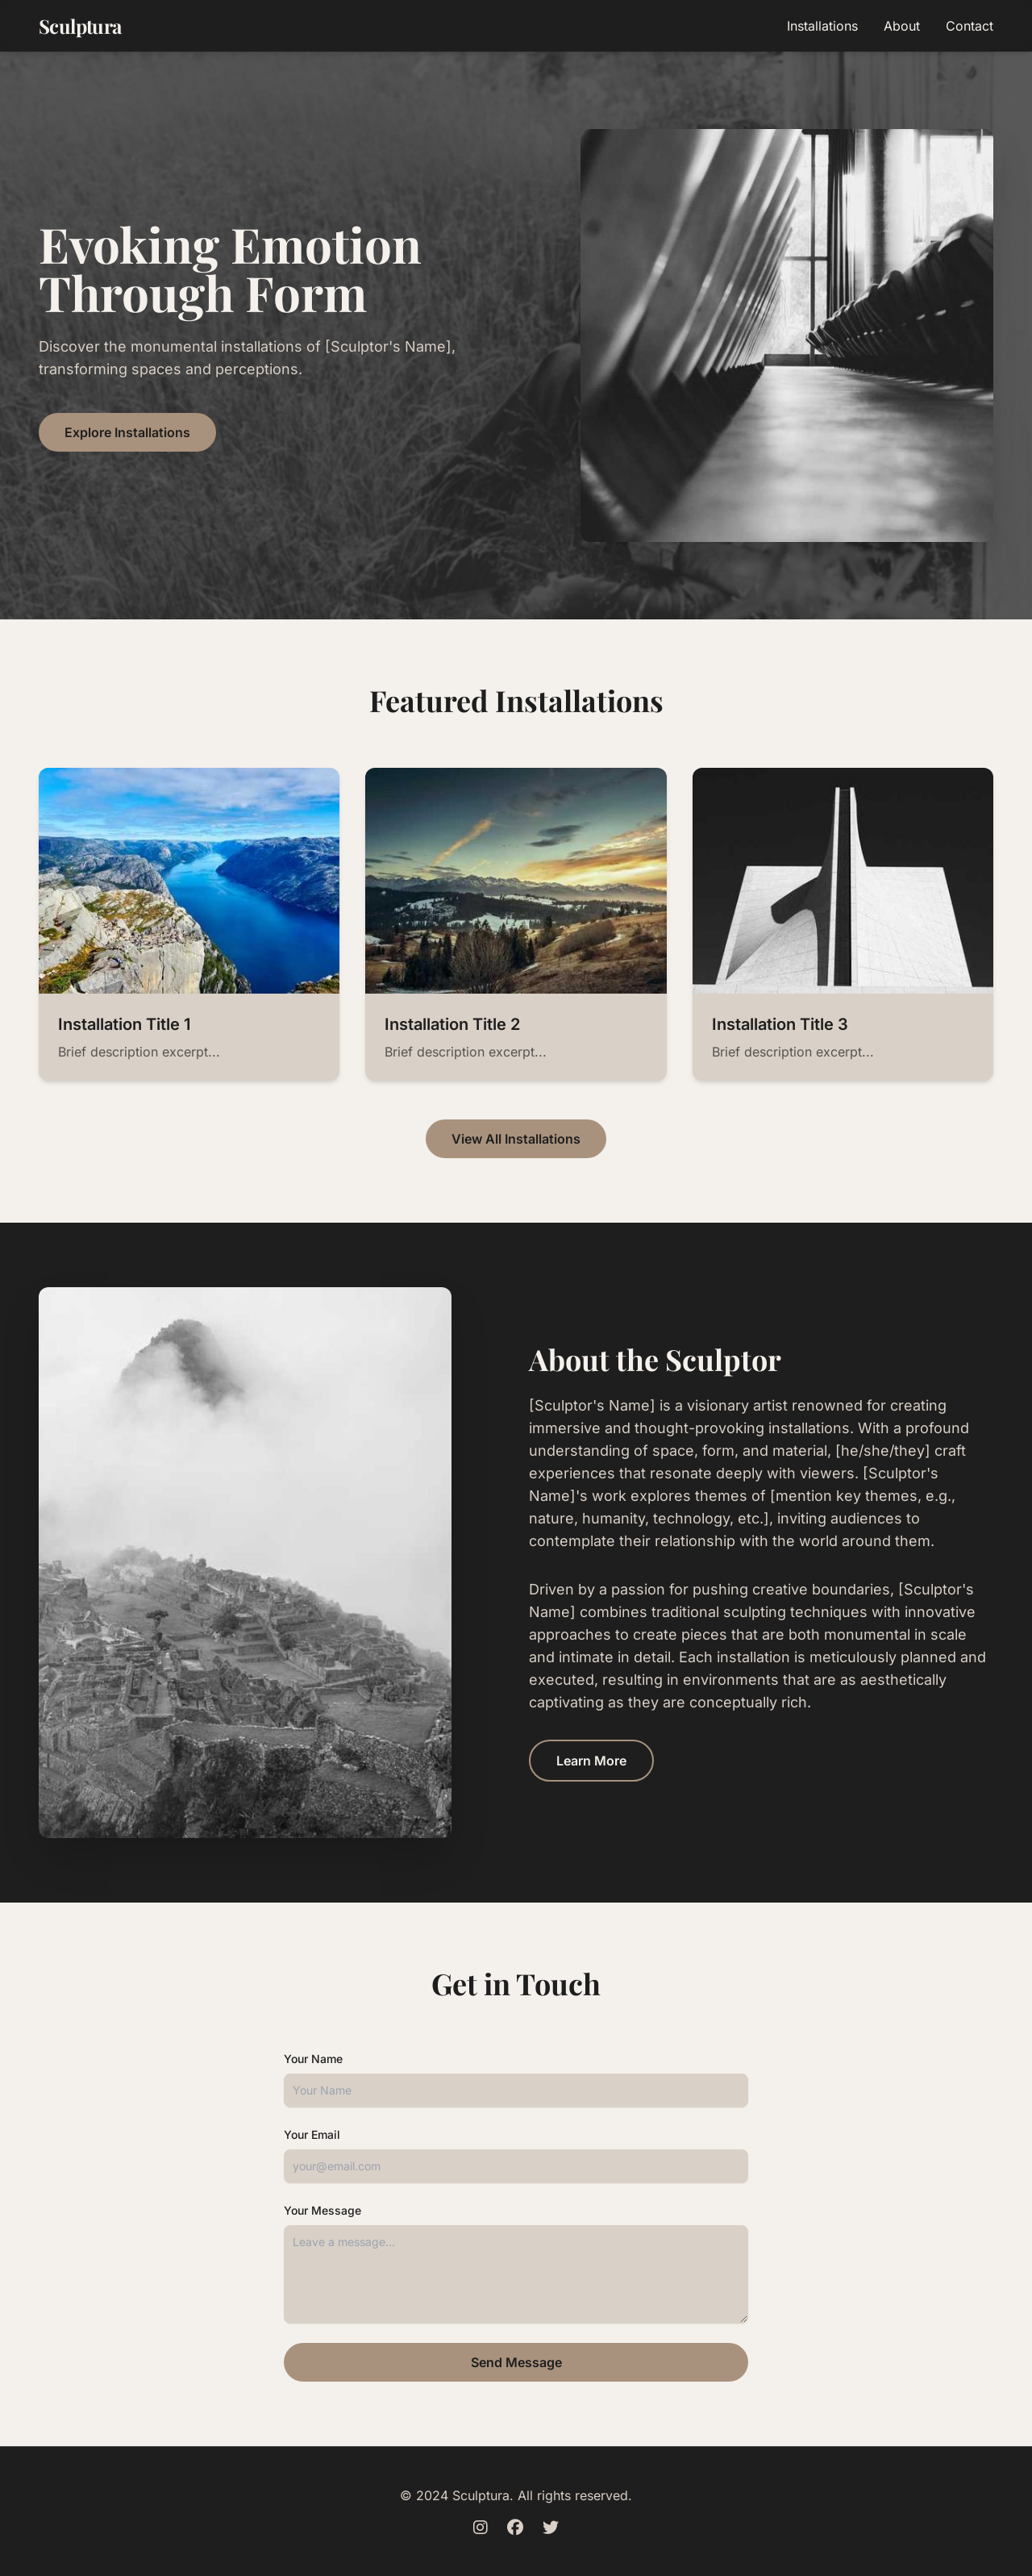 Sculptura
Installations About Contact
Evoking Emotion
Through Form
Discover the monumental installations of [Sculptor's Name],
transforming spaces and perceptions.
Explore Installations
Featured Installations
Installation Title 1
Brief description excerpt...
Installation Title 2
Brief description excerpt...
Installation Title 3
Brief description excerpt...
View All Installations
About the Sculptor
[Sculptor's Name] is a visionary artist renowned for creating
immersive and thought-provoking installations. With a profound
understanding of space, form, and material, [he/she/they] craft
experiences that resonate deeply with viewers. [Sculptor's
Name]'s work explores themes of [mention key themes, e.g.,
nature, humanity, technology, etc.], inviting audiences to
contemplate their relationship with the world around them.
Driven by a passion for pushing creative boundaries, [Sculptor's
Name] combines traditional sculpting techniques with innovative
approaches to create pieces that are both monumental in scale
and intimate in detail. Each installation is meticulously planned and
executed, resulting in environments that are as aesthetically
captivating as they are conceptually rich.
Learn More
Get in Touch
Your Name
Your Name
Your Email
your@email.com
Your Message
Leave a message...
Send Message
© 2024 Sculptura. All rights reserved.